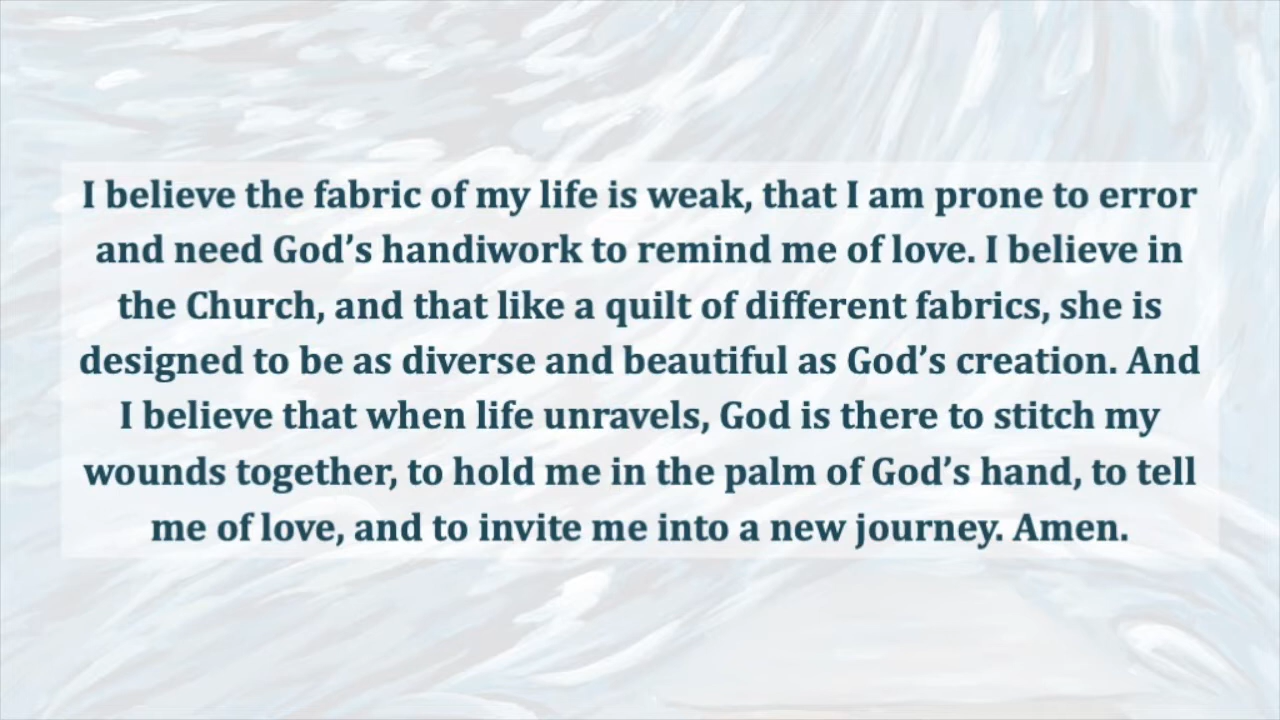 I believe the fabric of my life is weak, that I am prone to error
and need God’s handiwork to remind me of love. I believe in
the Church, and that like a quilt of different fabrics, she is
designed to be as diverse and beautiful as God’s creation. And
I believe that when life unravels, God is there to stitch my
wounds together, to hold me in the palm of God’s hand, to tell
me of love, and to invite me into a new journey. Amen.